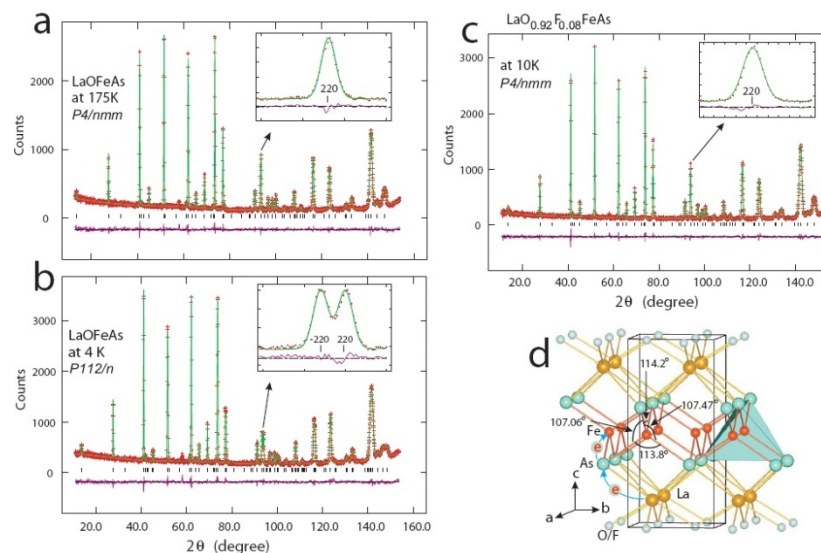 a
LaOFeAs
at 175K
P4/nmm
Counts
2000
1000
0
220
b
LaOFeAs
at 4 K
P112/n
Counts
3000
2000
1000
0
-220 220
20.0 40.0 60.0 80.0 100.0 120.0 140.0 160.0
2θ (degree)
c
LaO0.92F0.08FeAs
at 10K
P4/nmm
Counts
3000
2000
1000
0
220
20.0 40.0 60.0 80.0 100.0 120.0 140.0
2θ (degree)
d
114.2°
107.47°
107.06°
Fe
113.8°
e
As
e
La
c
a b
O/F